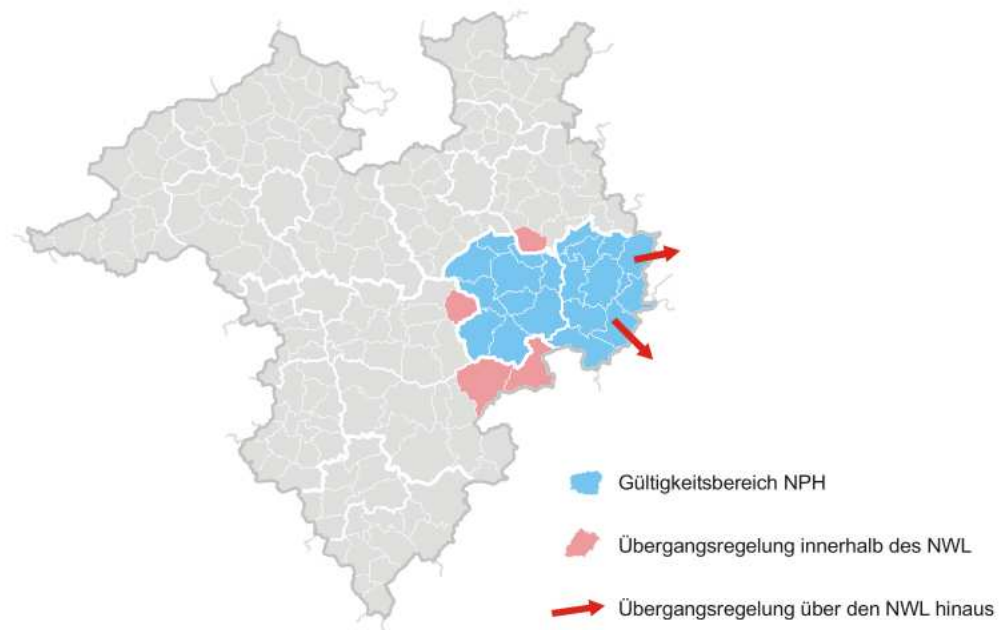 Gültigkeitsbereich NPH
Übergangsregelung innerhalb des NWL
Übergangsregelung über den NWL hinaus